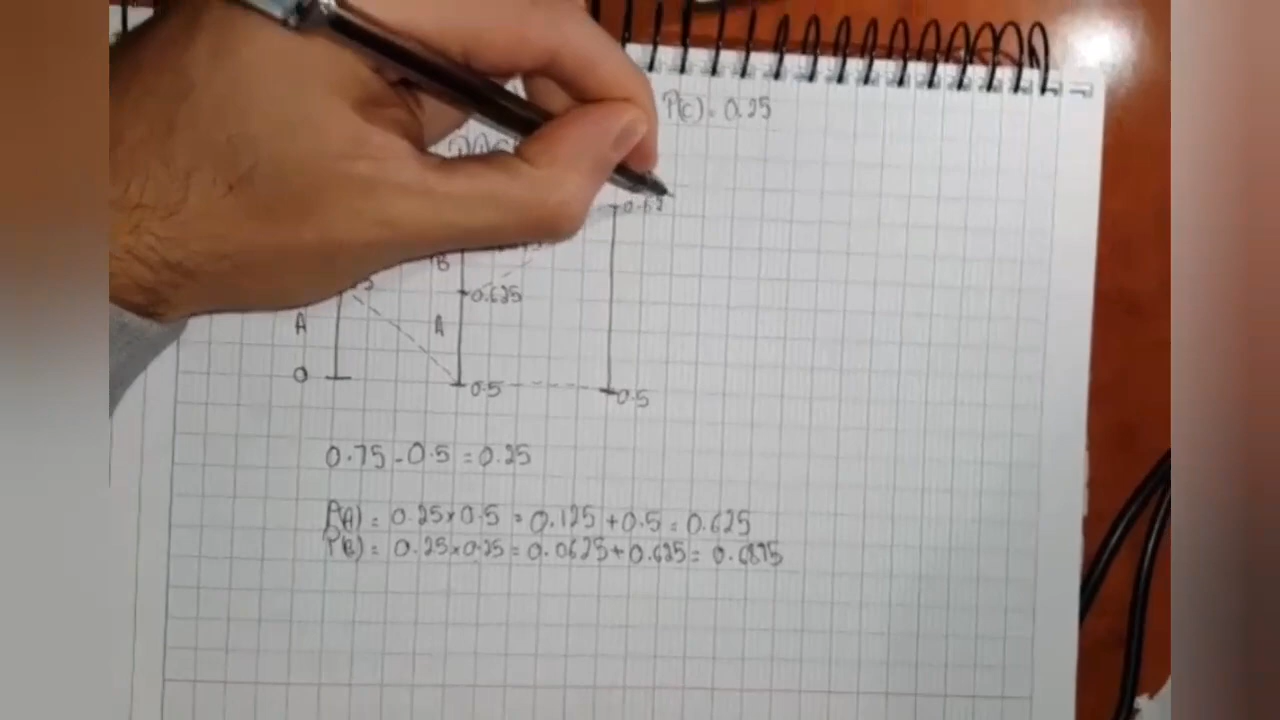 P(C) = 0.25
0.62
B
0.625
A
A
0
0.5
0.5
0.75 - 0.5 = 0.25
P(A) = 0.25 x 0.5 = 0.125 + 0.5 = 0.625
P(B) = 0.25 x 0.25 = 0.0625 + 0.625 = 0.6875